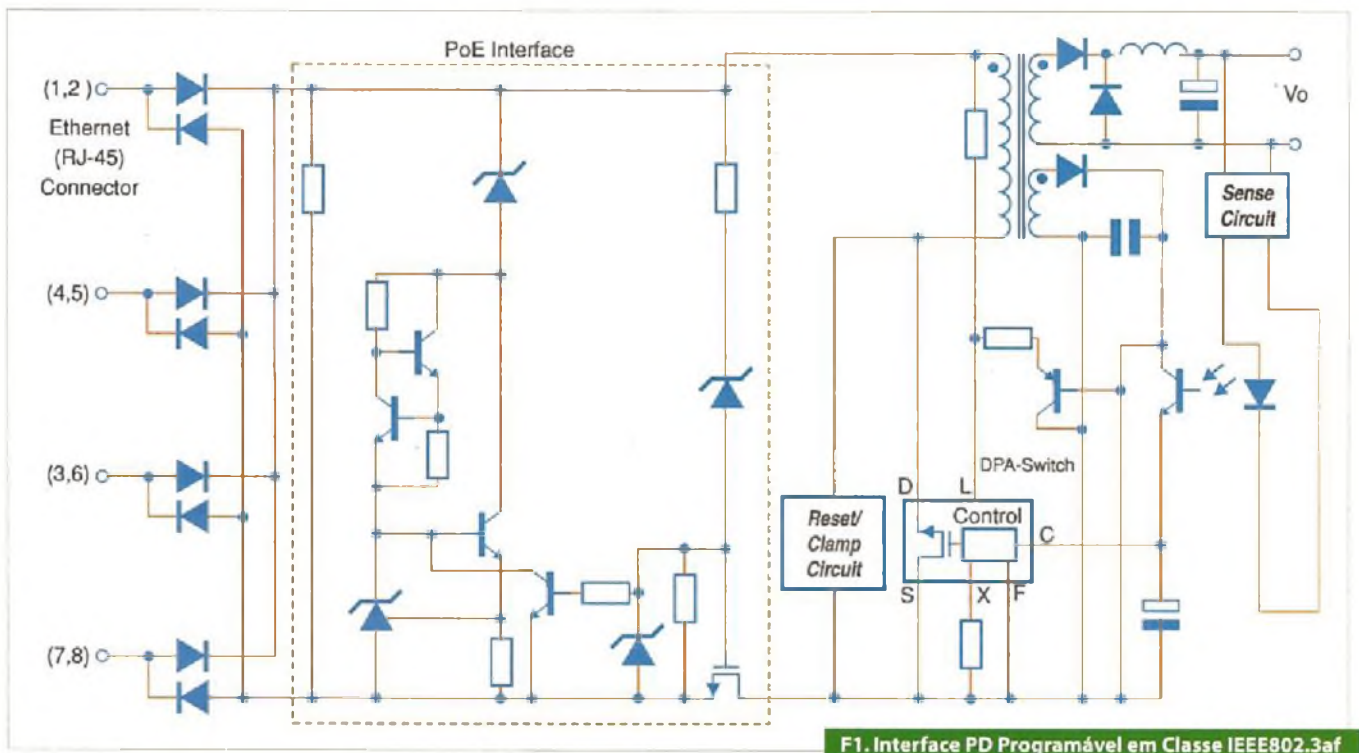 PoE Interface
(1,2)
Ethernet
(RJ-45)
Connector
(4,5)
(3,6)
(7,8)
Vo
Sense
Circuit
DPA-Switch
D
L
Control
C
S
X
F
Reset/
Clamp
Circuit
F1. Interface PD Programável em Classe IEEE802.3af